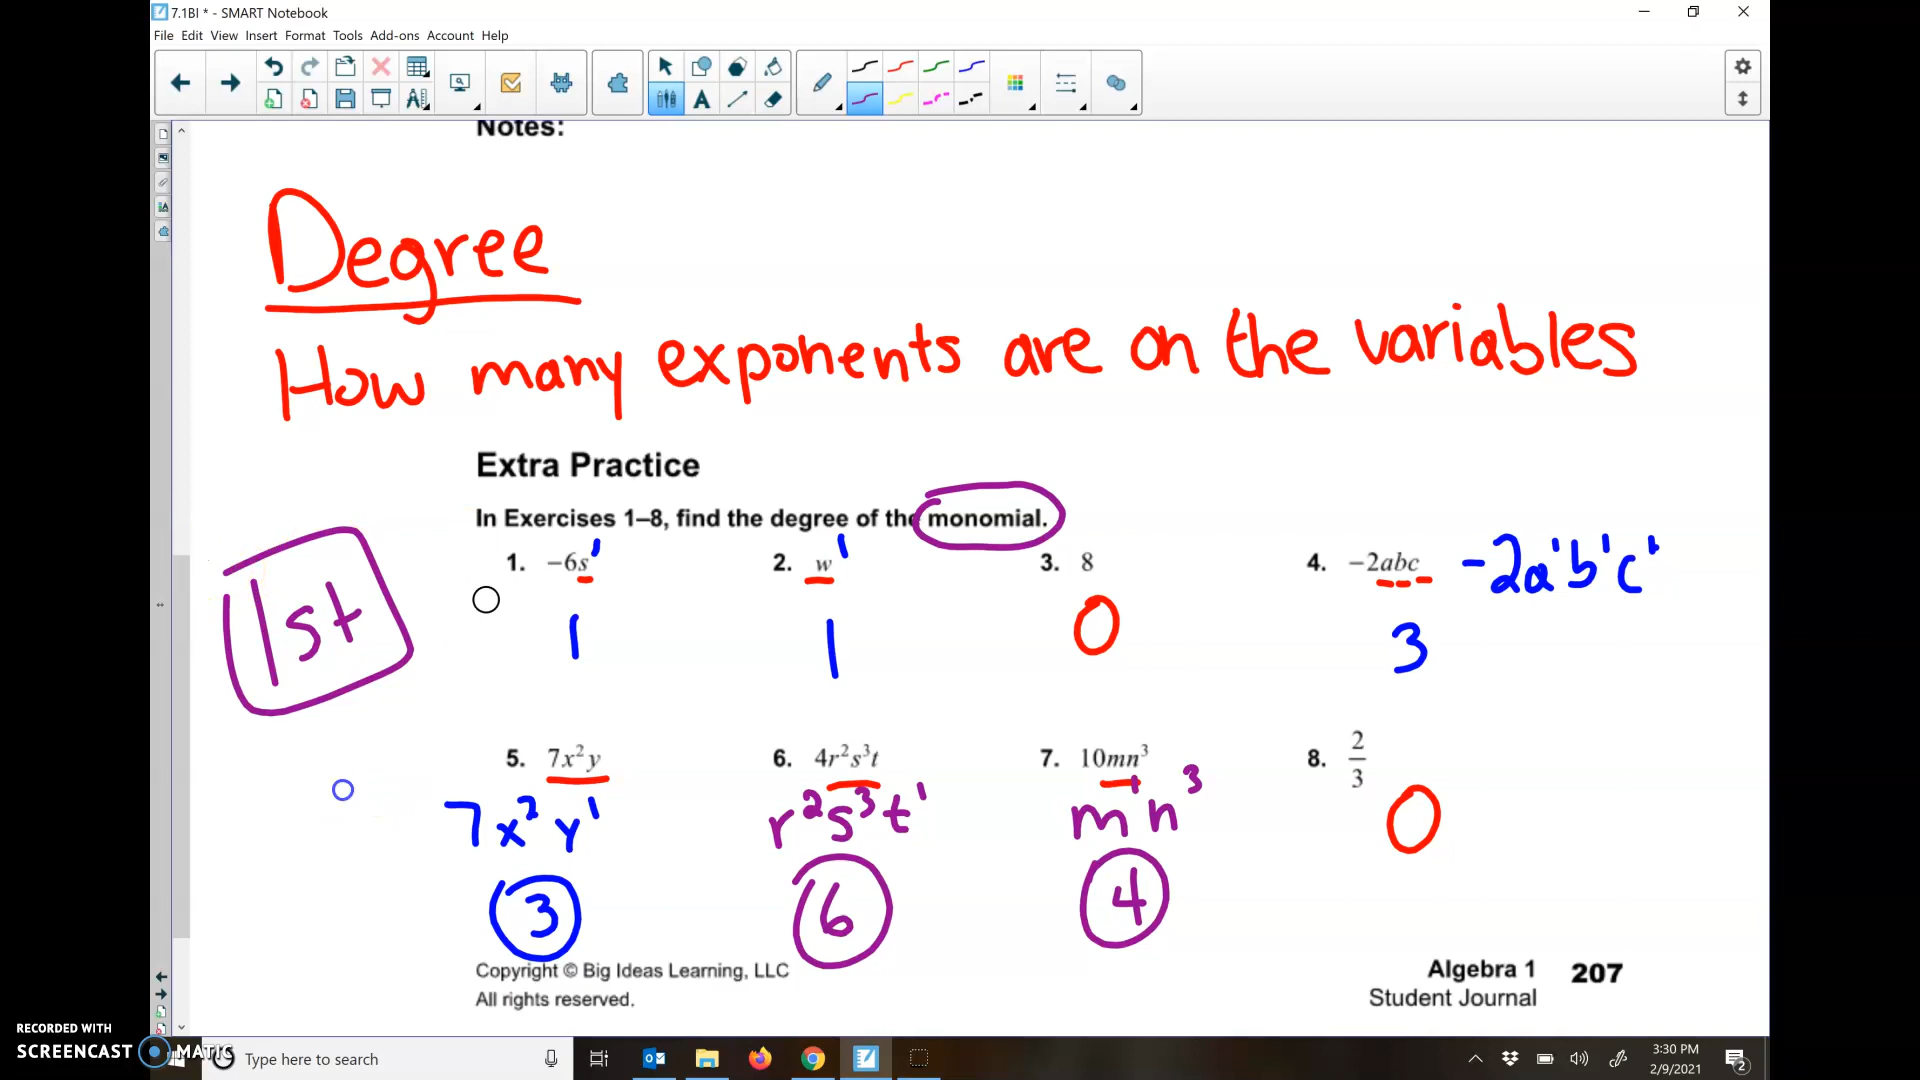 7.1BI * - SMART Notebook
File Edit View Insert Format Tools Add-ons Account Help
Notes:
Degree
How many exponents are on the variables
Extra Practice
In Exercises 1–8, find the degree of the monomial.
1st
1. −6s 1
2. w 1
3. 8
4. −2abc -2a¹b¹c¹
1
1
0
3
5. 7x²y
6. 4r²s³t
7. 10mn³
8. 2/3
7x²y¹
r²s³t¹
m¹n³
0
3
6
4
Copyright © Big Ideas Learning, LLC
All rights reserved.
Algebra 1 207
Student Journal
RECORDED WITH
SCREENCAST MATIC
Type here to search
3:30 PM
2/9/2021
2